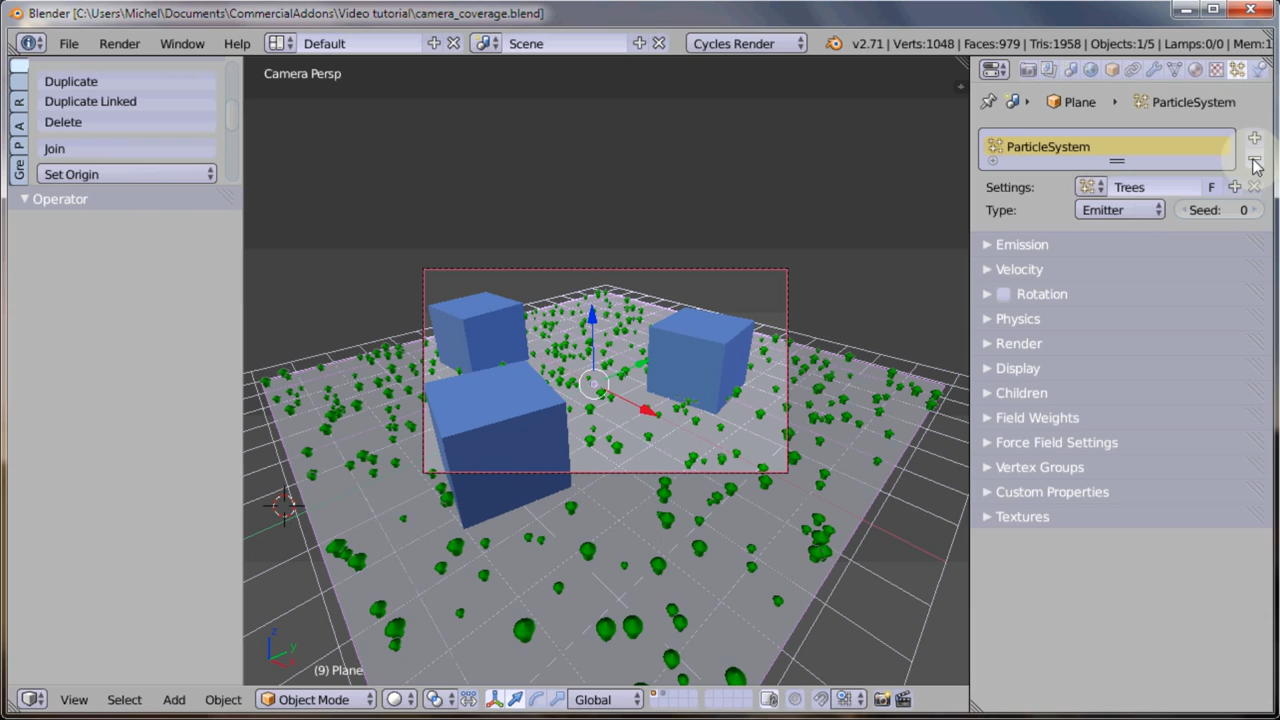 Blender [C:\Users\Michel\Documents\CommercialAddons\Video tutorial\camera_coverage.blend]
File Render Window Help Default Scene Cycles Render v2.71 | Verts:1048 | Faces:979 | Tris:1958 | Objects:1/5 | Lamps:0/0 | Mem:1
Duplicate
Duplicate Linked
Delete
Join
Set Origin
Operator
R
A
P
Gre
Camera Persp
z
y
x
(9) Plane
Plane ParticleSystem
ParticleSystem
Settings: Trees F
Type: Emitter Seed: 0
Emission
Velocity
Rotation
Physics
Render
Display
Children
Field Weights
Force Field Settings
Vertex Groups
Custom Properties
Textures
View Select Add Object Object Mode Global